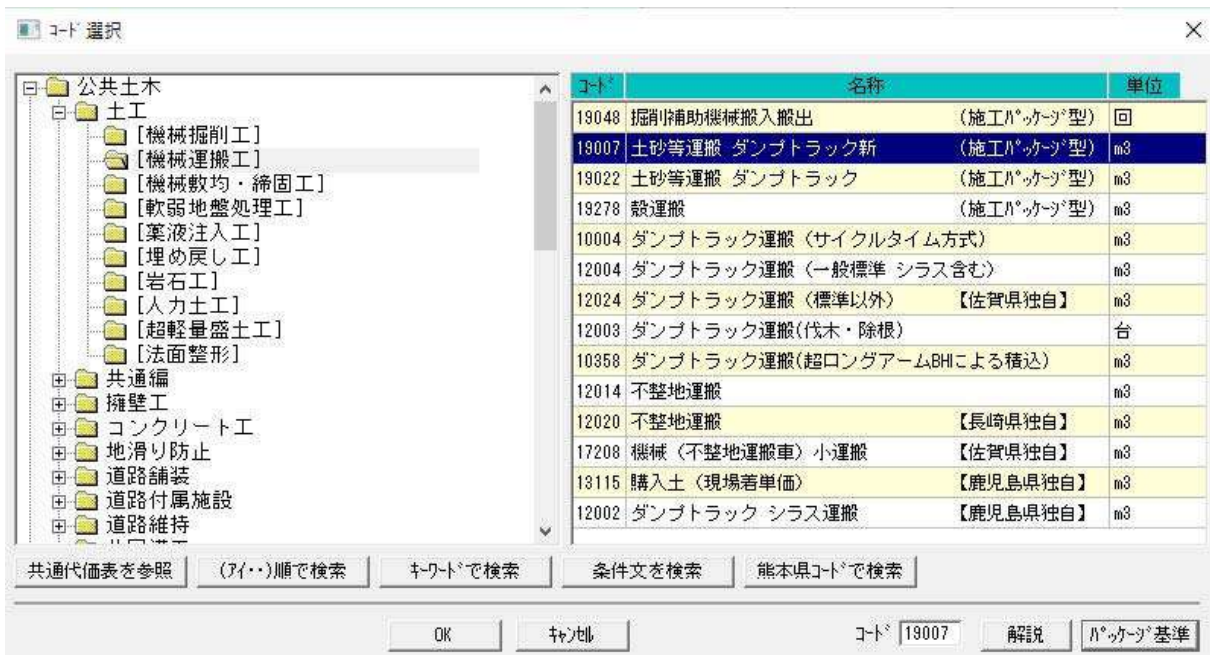 コード 選択
公共土木
土工
[機械掘削工]
[機械運搬工]
[機械敷均・締固工]
[軟弱地盤処理工]
[薬液注入工]
[埋め戻し工]
[岩石工]
[人力土工]
[超軽量盛土工]
[法面整形]
共通編
擁壁工
コンクリート工
地滑り防止
道路舗装
道路付属施設
道路維持
コード 名称 単位
19048 掘削補助機械搬入搬出 (施工パッケージ型) 回
19007 土砂等運搬 ダンプトラック新 (施工パッケージ型) m3
19022 土砂等運搬 ダンプトラック (施工パッケージ型) m3
19278 殻運搬 (施工パッケージ型) m3
10004 ダンプトラック運搬（サイクルタイム方式） m3
12004 ダンプトラック運搬（一般標準 シラス含む） m3
12024 ダンプトラック運搬（標準以外） 【佐賀県独自】 m3
12003 ダンプトラック運搬(伐木・除根) 台
10358 ダンプトラック運搬(超ロングアームBHによる積込) m3
12014 不整地運搬 m3
12020 不整地運搬 【長崎県独自】 m3
17208 機械（不整地運搬車）小運搬 【佐賀県独自】 m3
13115 購入土（現場着単価） 【鹿児島県独自】 m3
12002 ダンプトラック シラス運搬 【鹿児島県独自】 m3
共通代価表を参照 (アイ・・)順で検索 キーワードで検索 条件文を検索 熊本県コードで検索
OK キャンセル コード 19007 解説 パッケージ基準